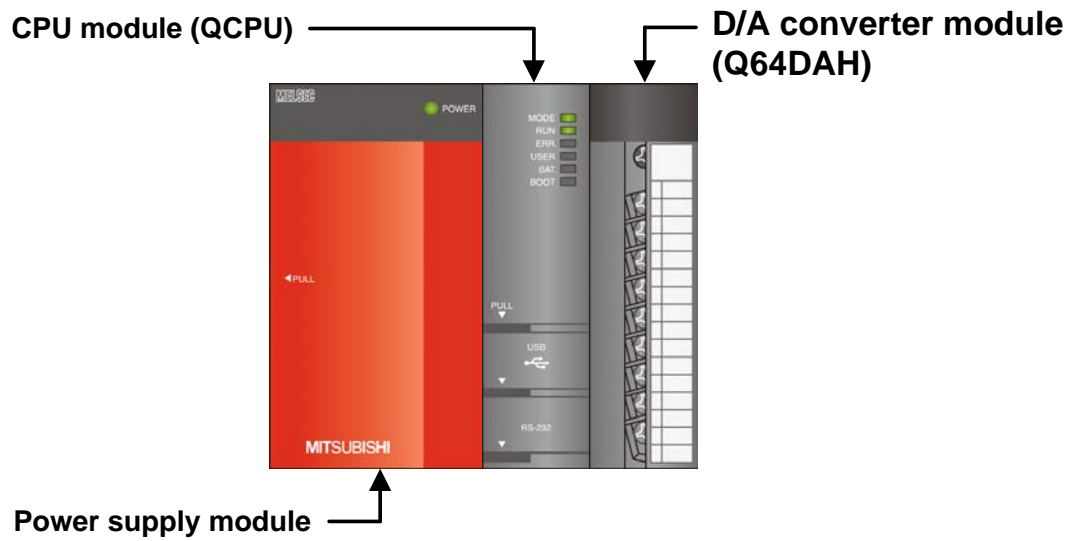 CPU module (QCPU)
D/A converter module
(Q64DAH)
MELSEC
POWER
MODE
RUN
ERR.
USER
BAT.
BOOT
PULL
PULL
USB
RS-232
MITSUBISHI
Power supply module